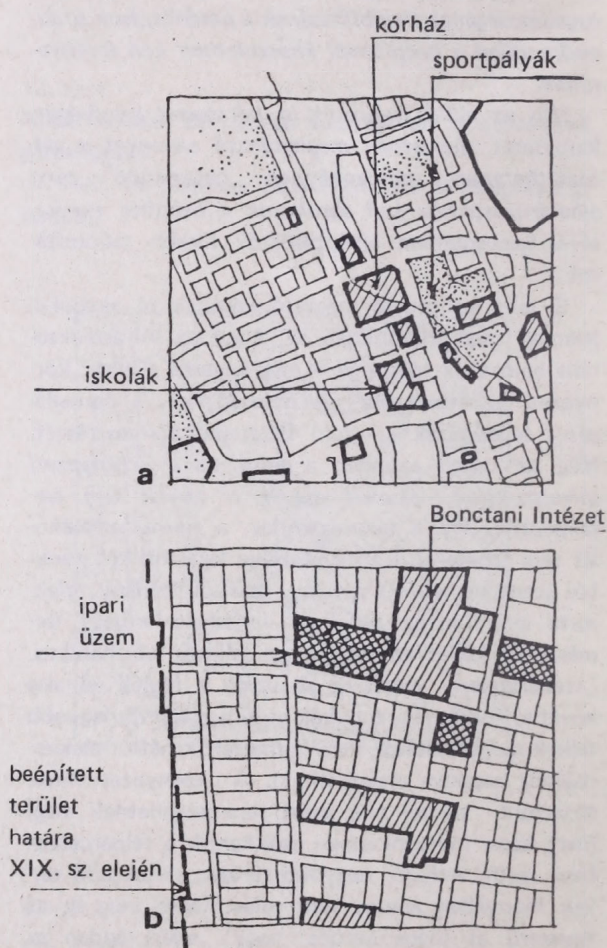 kórház
sportpályák
iskolák
a
Bonctani Intézet
ipari
üzem
beépített
terület
határa
XIX. sz. elején
b